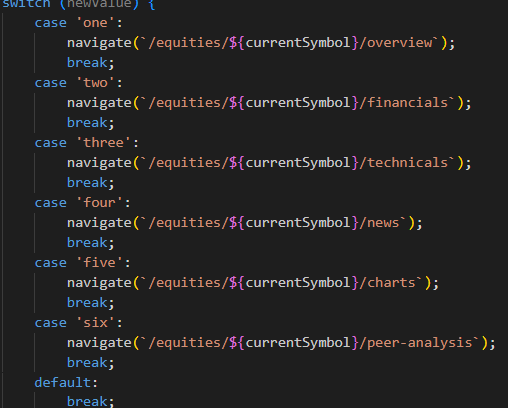 switch (newValue) {
case 'one':
navigate(`/equities/${currentSymbol}/overview`);
break;
case 'two':
navigate(`/equities/${currentSymbol}/financials`);
break;
case 'three':
navigate(`/equities/${currentSymbol}/technicals`);
break;
case 'four':
navigate(`/equities/${currentSymbol}/news`);
break;
case 'five':
navigate(`/equities/${currentSymbol}/charts`);
break;
case 'six':
navigate(`/equities/${currentSymbol}/peer-analysis`);
break;
default:
break;